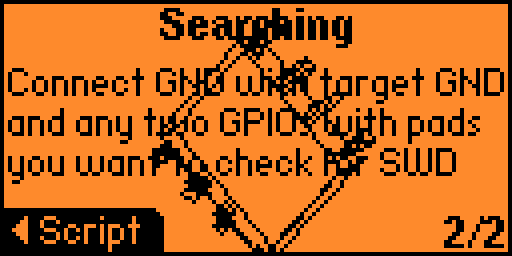 Searching
Connect GND with target GND
and any two GPIOs with pads
you want to check for SWD
Script
2/2